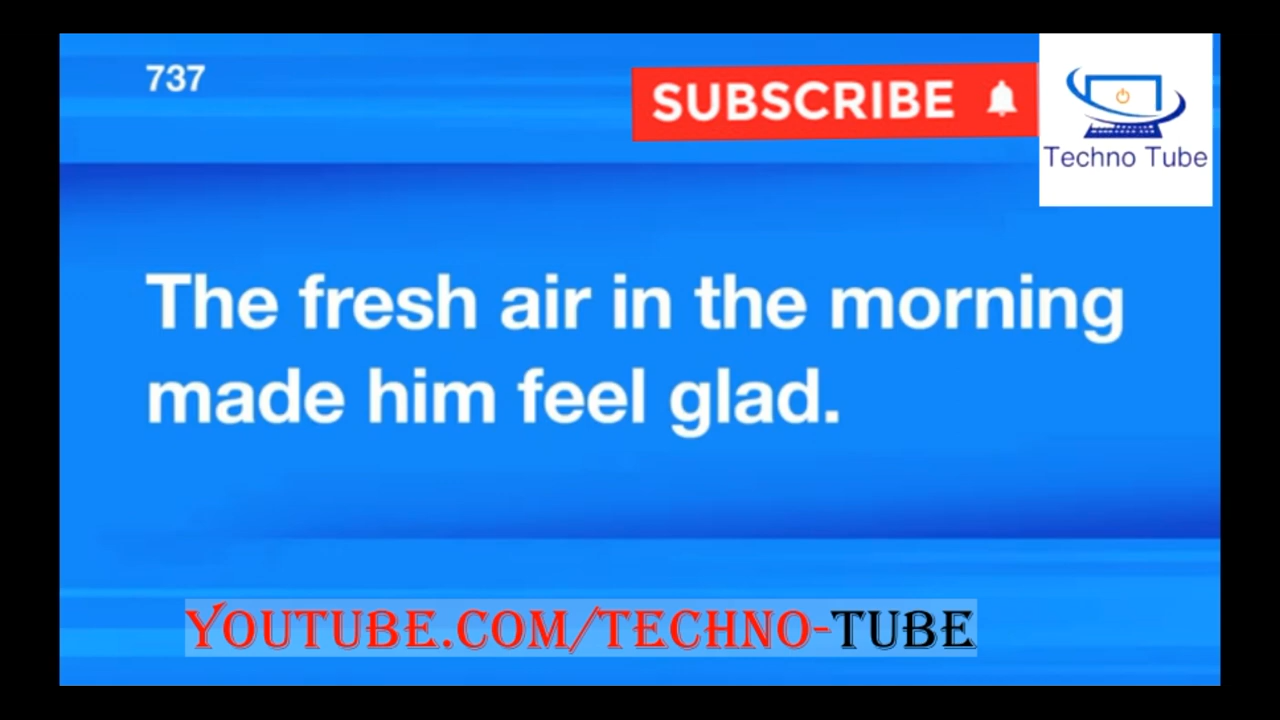 737
SUBSCRIBE
Techno Tube
The fresh air in the morning
made him feel glad.
YOUTUBE.COM/TECHNO-TUBE